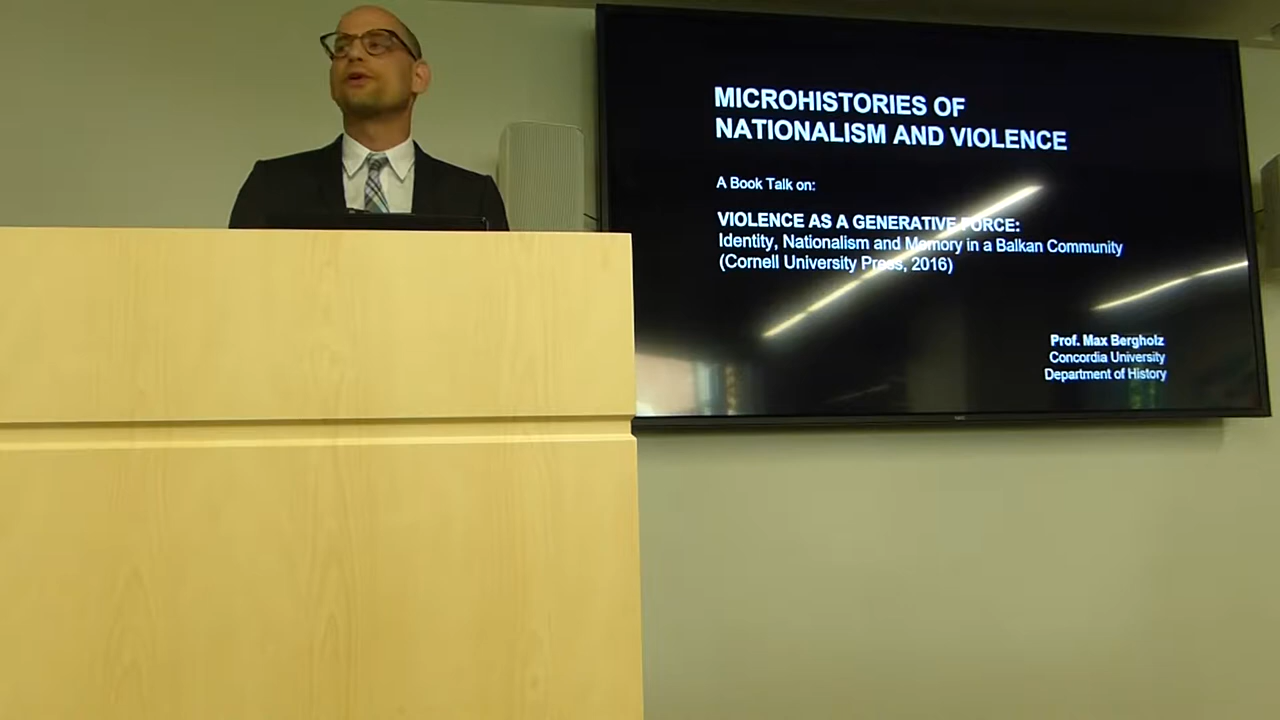 MICROHISTORIES OF
NATIONALISM AND VIOLENCE
A Book Talk on:
VIOLENCE AS A GENERATIVE FORCE:
Identity, Nationalism and Memory in a Balkan Community
(Cornell University Press, 2016)
Prof. Max Bergholz
Concordia University
Department of History